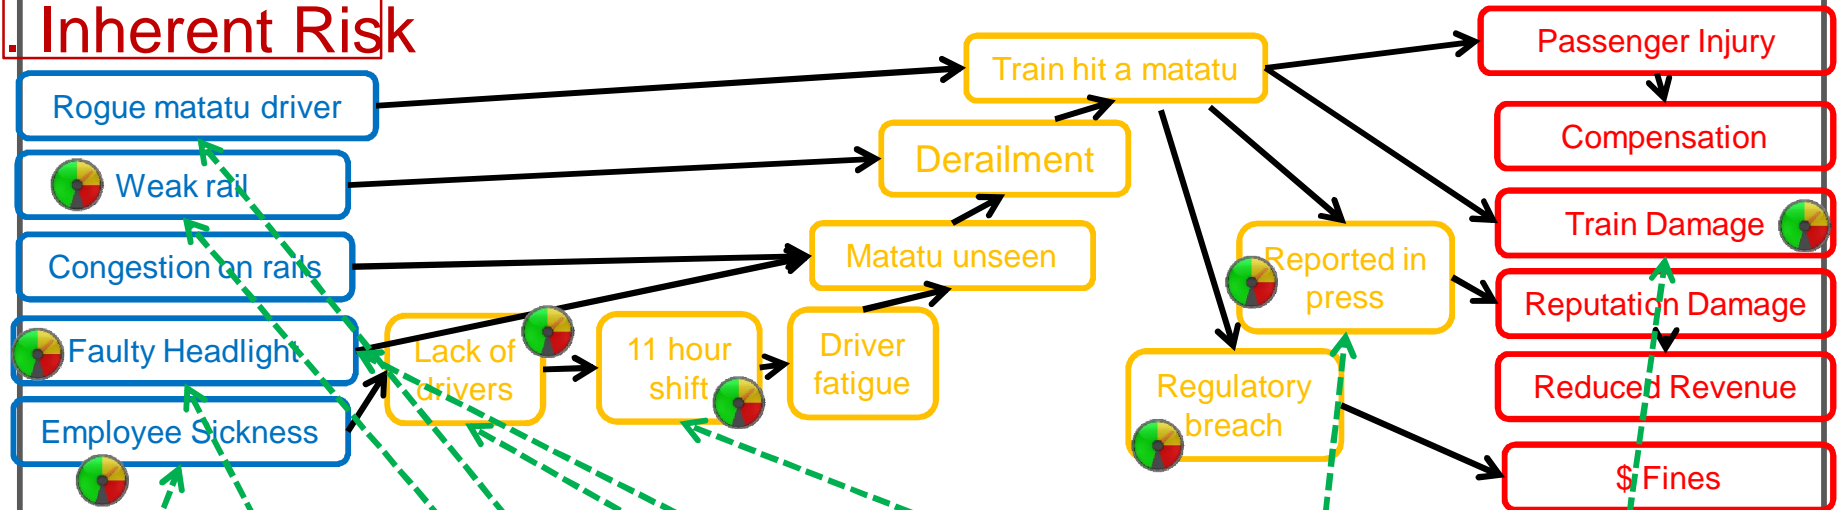 . Inherent Risk
Rogue matatu driver
Weak rail
Congestion on rails
Faulty Headlight
Employee Sickness
Lack of
drivers
11 hour
shift
Driver
fatigue
Matatu unseen
Derailment
Train hit a matatu
Reported in
press
Regulatory
breach
Passenger Injury
Compensation
Train Damage
Reputation Damage
Reduced Revenue
$ Fines